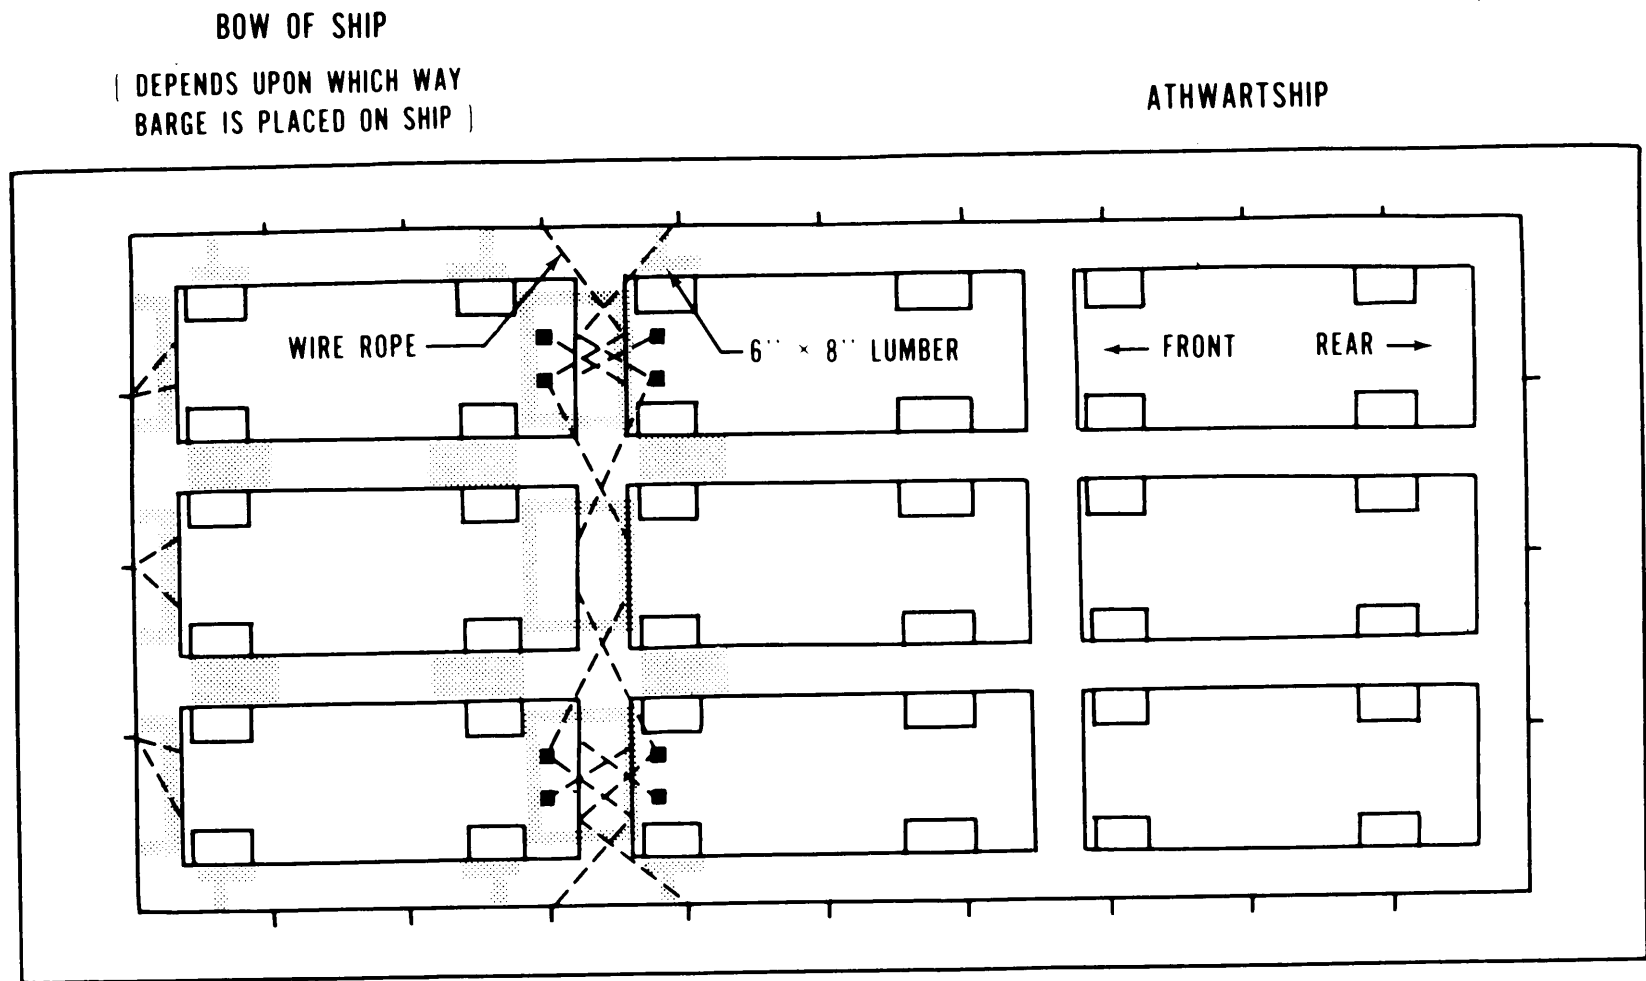 BOW OF SHIP
( DEPENDS UPON WHICH WAY
BARGE IS PLACED ON SHIP )
ATHWARTSHIP
WIRE ROPE
6'' × 8'' LUMBER
FRONT
REAR